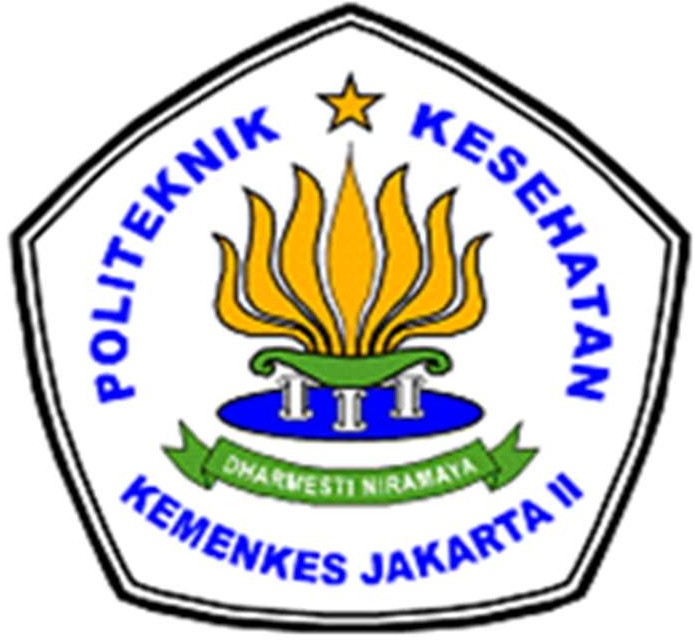 POLITEKNIK KESEHATAN
DHARMESTI NIRAMAYA
KEMENKES JAKARTA II